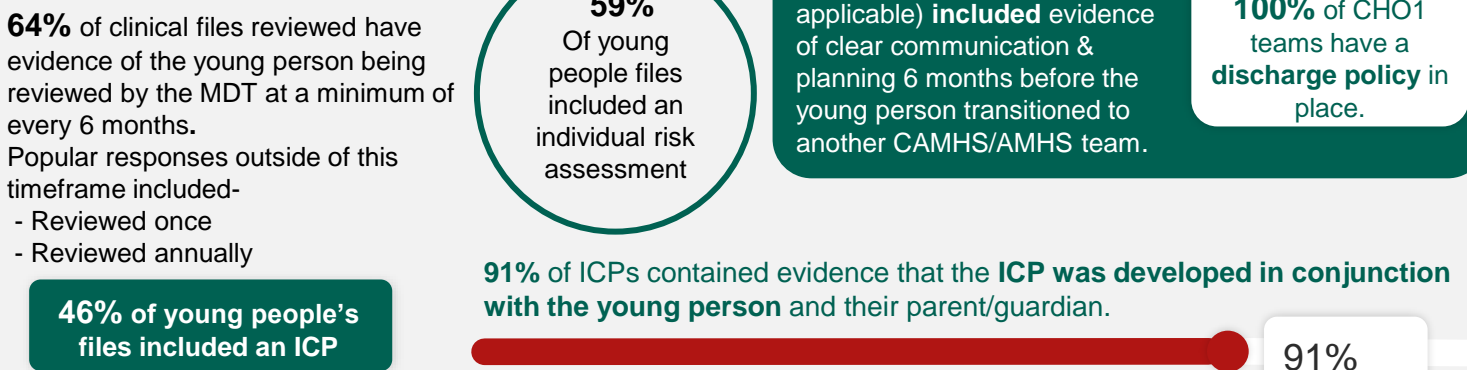 64% of clinical files reviewed have
evidence of the young person being
reviewed by the MDT at a minimum of
every 6 months.
Popular responses outside of this
timeframe included-
- Reviewed once
- Reviewed annually
46% of young people's
files included an ICP
59%
Of young
people files
included an
individual risk
assessment
applicable) included evidence
of clear communication &
planning 6 months before the
young person transitioned to
another CAMHS/AMHS team.
100% of CHO1
teams have a
discharge policy in
place.
91% of ICPs contained evidence that the ICP was developed in conjunction
with the young person and their parent/guardian.
91%